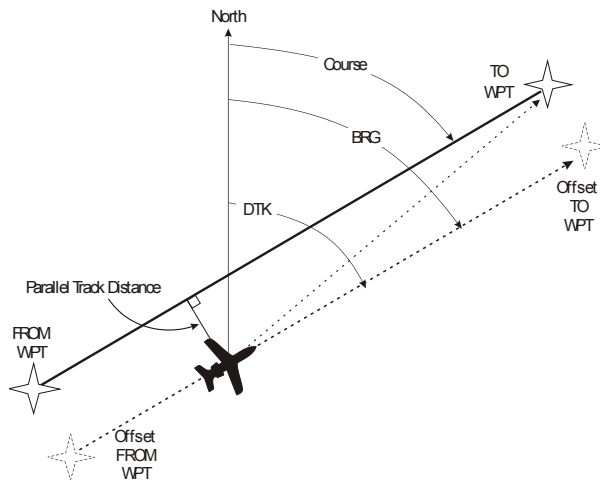 North
Course
TO
WPT
BRG
Offset
TO
WPT
DTK
Parallel Track Distance
FROM
WPT
Offset
FROM
WPT